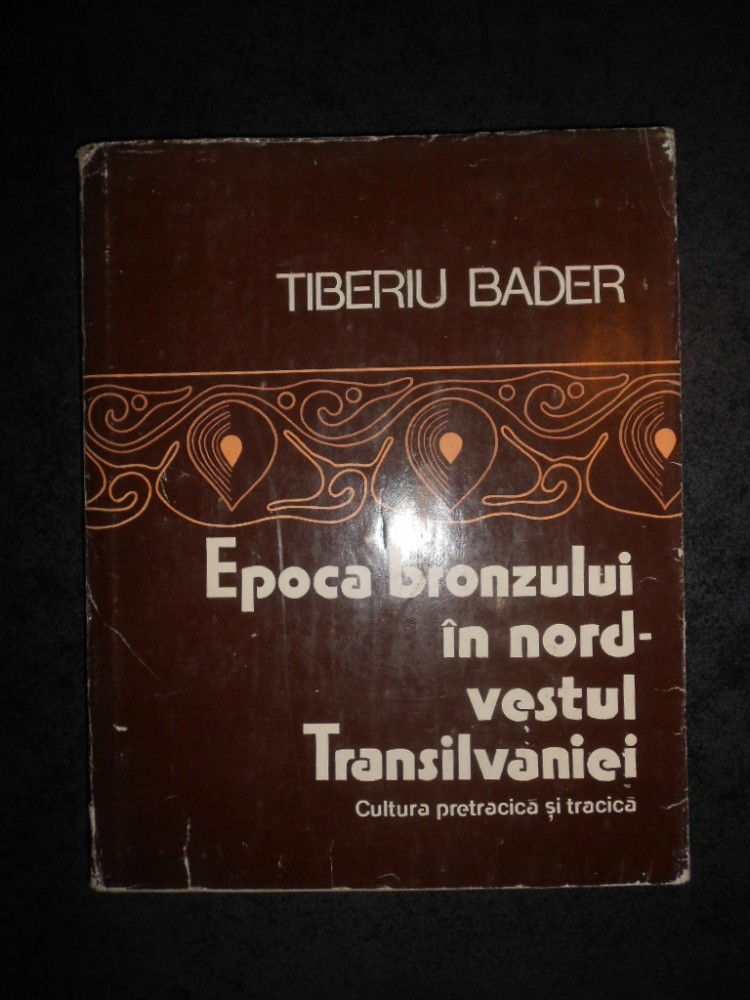 TIBERIU BADER
Epoca bronzului
în nord-
vestul
Transilvaniei
Cultura pretracică și tracică